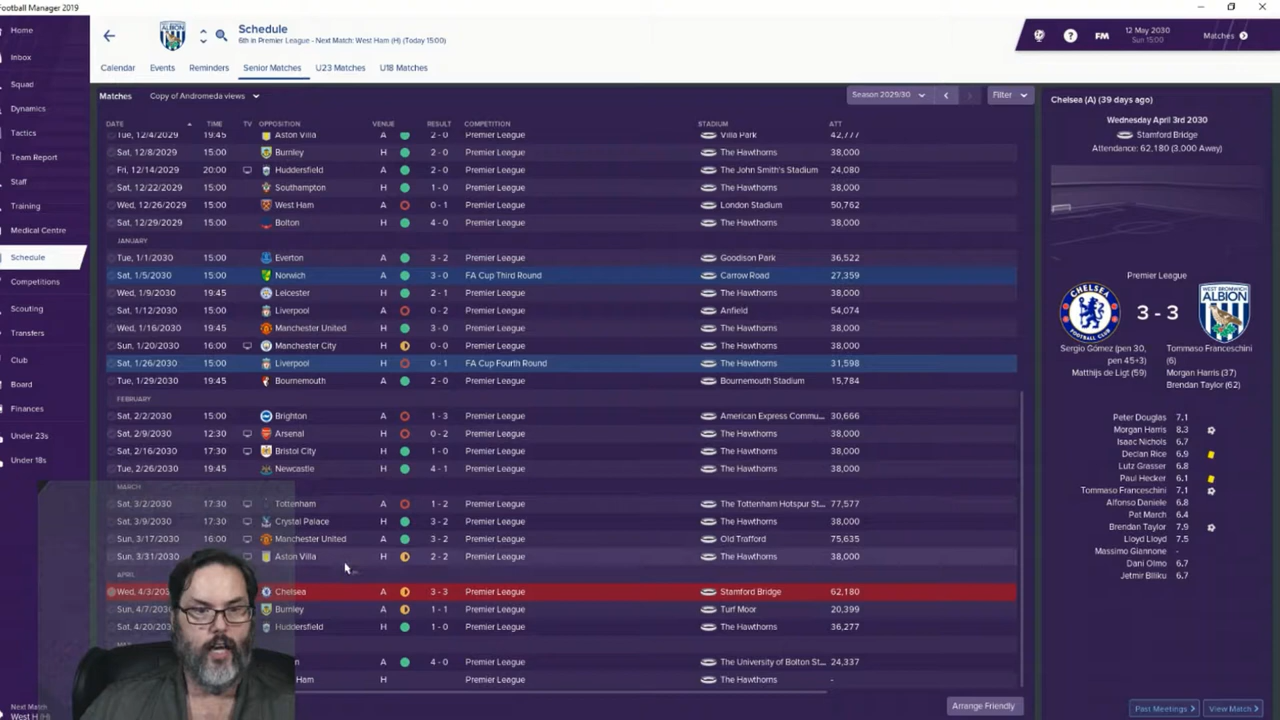 Football Manager 2019
Home
Inbox
Squad
Dynamics
Tactics
Team Report
Staff
Training
Medical Centre
Schedule
Competitions
Scouting
Transfers
Club
Board
Finances
Under 23s
Under 18s
Next Match
West H (H)
Schedule
6th in Premier League - Next Match: West Ham (H) (Today 15:00)
12 May 2030
Sun 15:00
FM
Matches
Calendar Events Reminders Senior Matches U23 Matches U18 Matches
Matches Copy of Andromeda views Season 2029/30 Filter
DATE TIME TV OPPOSITION VENUE RESULT COMPETITION STADIUM ATT
Tue, 12/4/2029 19:45 Aston Villa A 2-0 Premier League Villa Park 42,777
Sat, 12/8/2029 15:00 Burnley H 2-0 Premier League The Hawthorns 38,000
Fri, 12/14/2029 20:00 Huddersfield A 2-0 Premier League The John Smith's Stadium 24,080
Sat, 12/22/2029 15:00 Southampton H 1-0 Premier League The Hawthorns 38,000
Wed, 12/26/2029 15:00 West Ham A 0-1 Premier League London Stadium 50,762
Sat, 12/29/2029 15:00 Bolton H 4-0 Premier League The Hawthorns 38,000
JANUARY
Tue, 1/1/2030 15:00 Everton A 3-2 Premier League Goodison Park 36,522
Sat, 1/5/2030 15:00 Norwich A 3-0 FA Cup Third Round Carrow Road 27,359
Wed, 1/9/2030 19:45 Leicester H 2-1 Premier League The Hawthorns 38,000
Sat, 1/12/2030 15:00 Liverpool A 0-2 Premier League Anfield 54,074
Wed, 1/16/2030 19:45 Manchester United H 3-0 Premier League The Hawthorns 38,000
Sun, 1/20/2030 16:00 Manchester City H 0-0 Premier League The Hawthorns 38,000
Sat, 1/26/2030 15:00 Liverpool H 0-1 FA Cup Fourth Round The Hawthorns 31,598
Tue, 1/29/2030 19:45 Bournemouth A 2-0 Premier League Bournemouth Stadium 15,784
FEBRUARY
Sat, 2/2/2030 15:00 Brighton A 1-3 Premier League American Express Commu... 30,666
Sat, 2/9/2030 12:30 Arsenal H 0-2 Premier League The Hawthorns 38,000
Sat, 2/16/2030 17:30 Bristol City H 1-0 Premier League The Hawthorns 38,000
Tue, 2/26/2030 19:45 Newcastle H 4-1 Premier League The Hawthorns 38,000
MARCH
Sat, 3/2/2030 17:30 Tottenham A 1-2 Premier League The Tottenham Hotspur St... 77,577
Sat, 3/9/2030 17:30 Crystal Palace H 3-2 Premier League The Hawthorns 38,000
Sun, 3/17/2030 16:00 Manchester United A 3-2 Premier League Old Trafford 75,635
Sun, 3/31/2030 Aston Villa H 2-2 Premier League The Hawthorns 38,000
APRIL
Wed, 4/3/203 Chelsea A 3-3 Premier League Stamford Bridge 62,180
Sun, 4/7/203 Burnley A 1-1 Premier League Turf Moor 20,399
Sat, 4/20/203 Huddersfield H 1-0 Premier League The Hawthorns 36,277
A 4-0 Premier League The University of Bolton St... 24,337
Ham H Premier League The Hawthorns -
Arrange Friendly
Chelsea (A) (39 days ago)
Wednesday April 3rd 2030
Stamford Bridge
Attendance: 62,180 (3,000 Away)
Premier League
CHELSEA
FOOTBALL CLUB
3 - 3
WEST BROMWICH
ALBION
Sergio Gómez (pen 30,
pen 45+3)
Matthijs de Ligt (59)
Tommaso Franceschini
(6)
Morgan Harris (37)
Brendan Taylor (62)
Peter Douglas 7.1
Morgan Harris 8.3
Isaac Nichols 6.7
Declan Rice 6.9
Lutz Grasser 6.8
Paul Hecker 6.1
Tommaso Franceschini 7.1
Alfonso Daniele 6.8
Pat March 6.4
Brendan Taylor 7.9
Lloyd Lloyd 7.5
Massimo Giannone -
Dani Olmo 6.7
Jetmir Bliku 6.7
Past Meetings View Match